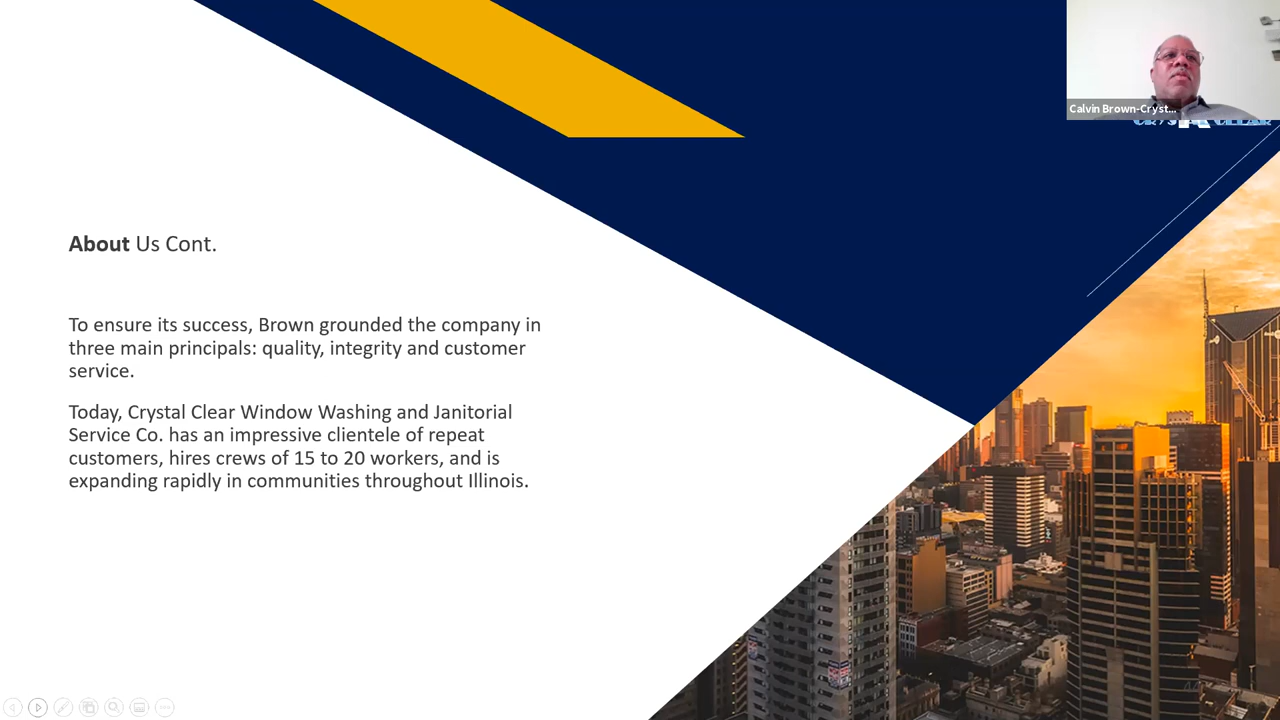 Calvin Brown-Cryst...
CRYSTAL CLEAR
About Us Cont.
To ensure its success, Brown grounded the company in
three main principals: quality, integrity and customer
service.
Today, Crystal Clear Window Washing and Janitorial
Service Co. has an impressive clientele of repeat
customers, hires crews of 15 to 20 workers, and is
expanding rapidly in communities throughout Illinois.